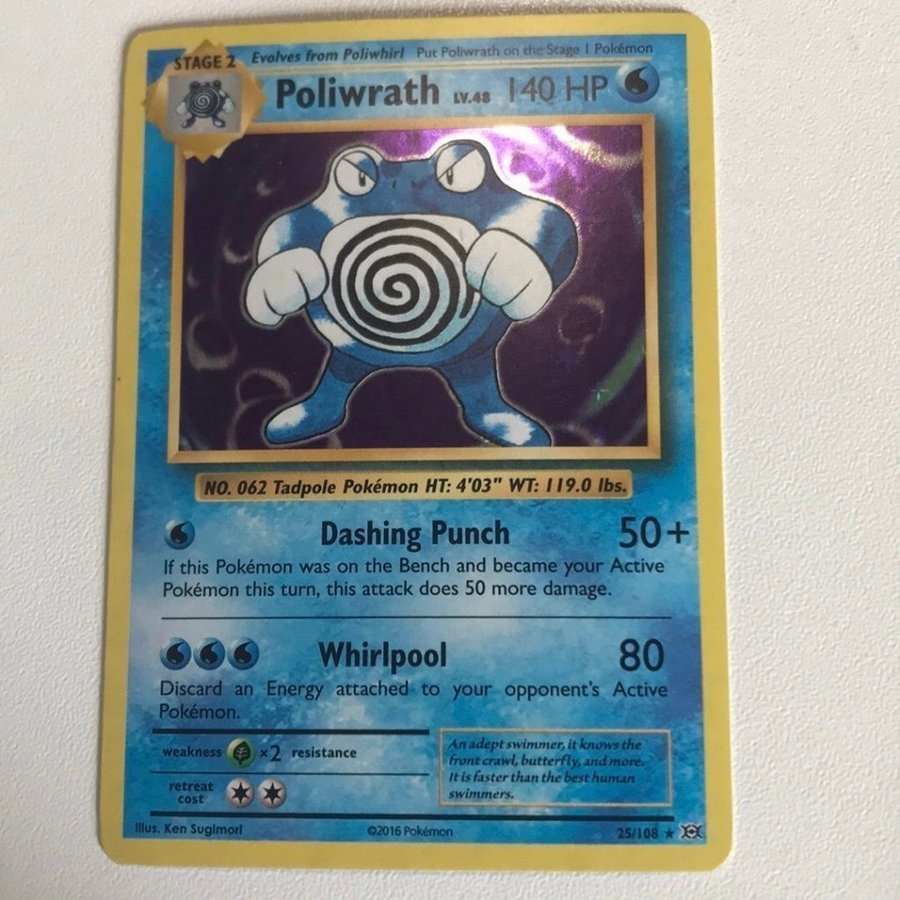 STAGE 2
Evolves from Poliwhirl Put Poliwrath on the Stage 1 Pokémon
Poliwrath LV.48 140 HP
NO. 062 Tadpole Pokémon HT: 4'03" WT: 119.0 lbs.
Dashing Punch 50+
If this Pokémon was on the Bench and became your Active
Pokémon this turn, this attack does 50 more damage.
Whirlpool 80
Discard an Energy attached to your opponent's Active
Pokémon.
weakness ×2 resistance
retreat
cost
An adept swimmer, it knows the
front crawl, butterfly, and more.
It is faster than the best human
swimmers.
Illus. Ken Sugimori ©2016 Pokémon 25/108